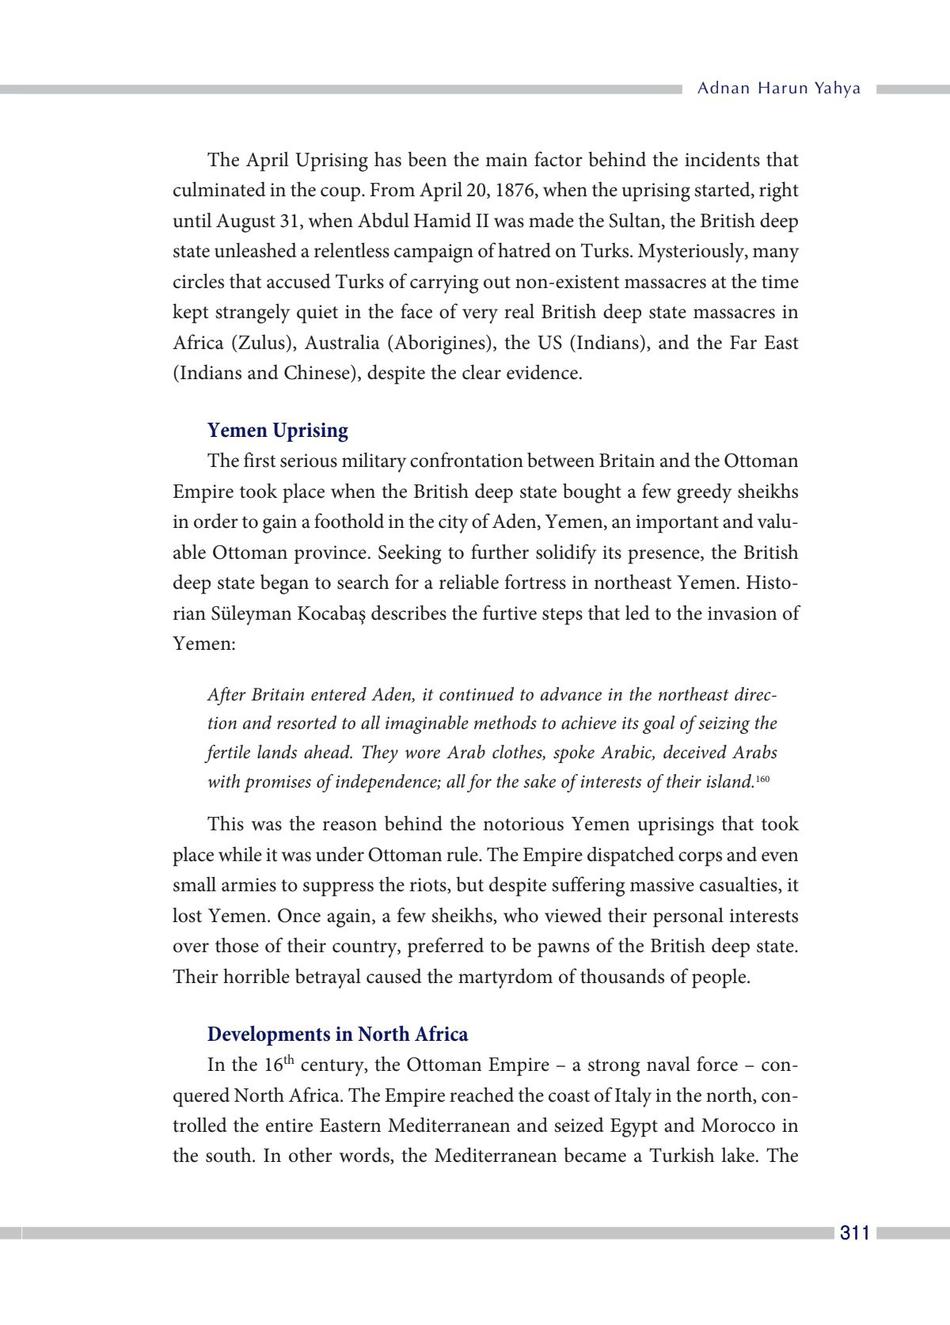 Adnan Harun Yahya
The April Uprising has been the main factor behind the incidents that
culminated in the coup. From April 20, 1876, when the uprising started, right
until August 31, when Abdul Hamid II was made the Sultan, the British deep
state unleashed a relentless campaign of hatred on Turks. Mysteriously, many
circles that accused Turks of carrying out non-existent massacres at the time
kept strangely quiet in the face of very real British deep state massacres in
Africa (Zulus), Australia (Aborigines), the US (Indians), and the Far East
(Indians and Chinese), despite the clear evidence.
Yemen Uprising
The first serious military confrontation between Britain and the Ottoman
Empire took place when the British deep state bought a few greedy sheikhs
in order to gain a foothold in the city of Aden, Yemen, an important and valu-
able Ottoman province. Seeking to further solidify its presence, the British
deep state began to search for a reliable fortress in northeast Yemen. Histo-
rian Süleyman Kocabaş describes the furtive steps that led to the invasion of
Yemen:
After Britain entered Aden, it continued to advance in the northeast direc-
tion and resorted to all imaginable methods to achieve its goal of seizing the
fertile lands ahead. They wore Arab clothes, spoke Arabic, deceived Arabs
with promises of independence; all for the sake of interests of their island.160
This was the reason behind the notorious Yemen uprisings that took
place while it was under Ottoman rule. The Empire dispatched corps and even
small armies to suppress the riots, but despite suffering massive casualties, it
lost Yemen. Once again, a few sheikhs, who viewed their personal interests
over those of their country, preferred to be pawns of the British deep state.
Their horrible betrayal caused the martyrdom of thousands of people.
Developments in North Africa
In the 16th century, the Ottoman Empire – a strong naval force – con-
quered North Africa. The Empire reached the coast of Italy in the north, con-
trolled the entire Eastern Mediterranean and seized Egypt and Morocco in
the south. In other words, the Mediterranean became a Turkish lake. The
311